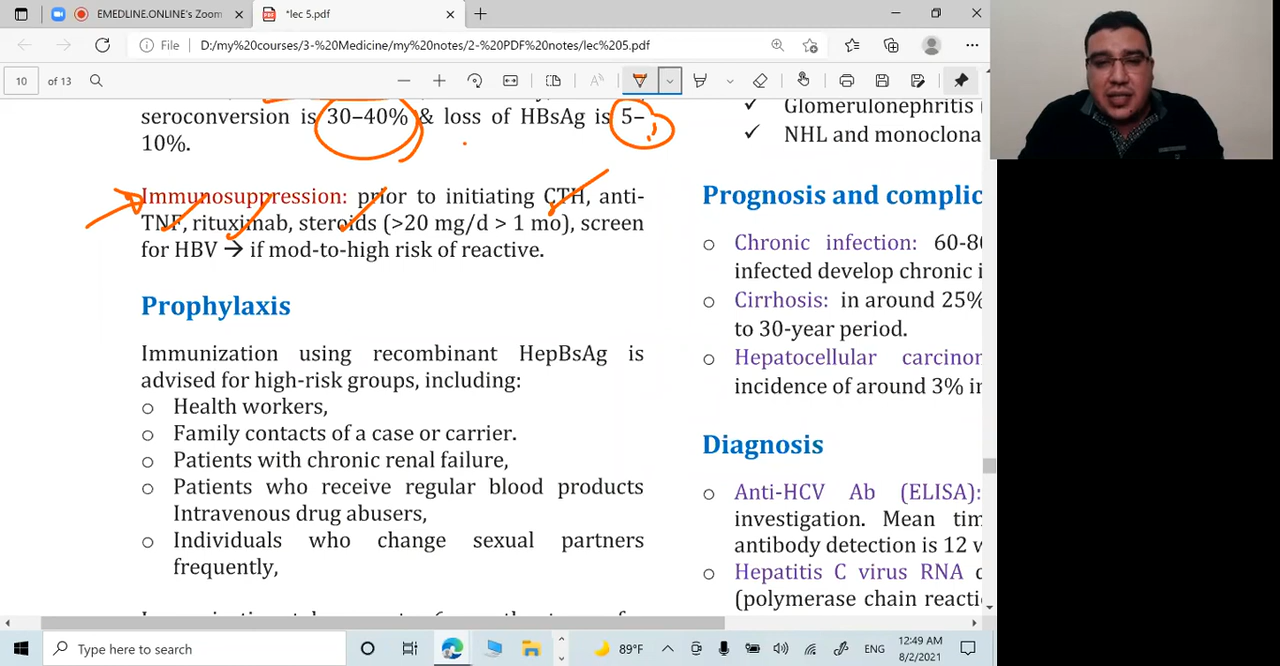 EMEDLINE.ONLINE's Zoom
*lec 5.pdf
File
D:/my%20courses/3-%20Medicine/my%20notes/2-%20PDF%20notes/lec%205.pdf
10 of 13
seroconversion is 30–40% & loss of HBsAg is 5–
10%.
Immunosuppression: prior to initiating CTH, anti-
TNF, rituximab, steroids (>20 mg/d > 1 mo), screen
for HBV → if mod-to-high risk of reactive.
Prophylaxis
Immunization using recombinant HepBsAg is
advised for high-risk groups, including:
o Health workers,
o Family contacts of a case or carrier.
o Patients with chronic renal failure,
o Patients who receive regular blood products
Intravenous drug abusers,
o Individuals who change sexual partners
frequently,
✓ Glomerulonephritis (
✓ NHL and monoclona
Prognosis and complic
o Chronic infection: 60-80
infected develop chronic i
o Cirrhosis: in around 25%
to 30-year period.
o Hepatocellular carcinon
incidence of around 3% in
Diagnosis
o Anti-HCV Ab (ELISA):
investigation. Mean tim
antibody detection is 12 w
o Hepatitis C virus RNA
(polymerase chain reacti
Type here to search
89°F
ENG
12:49 AM
8/2/2021